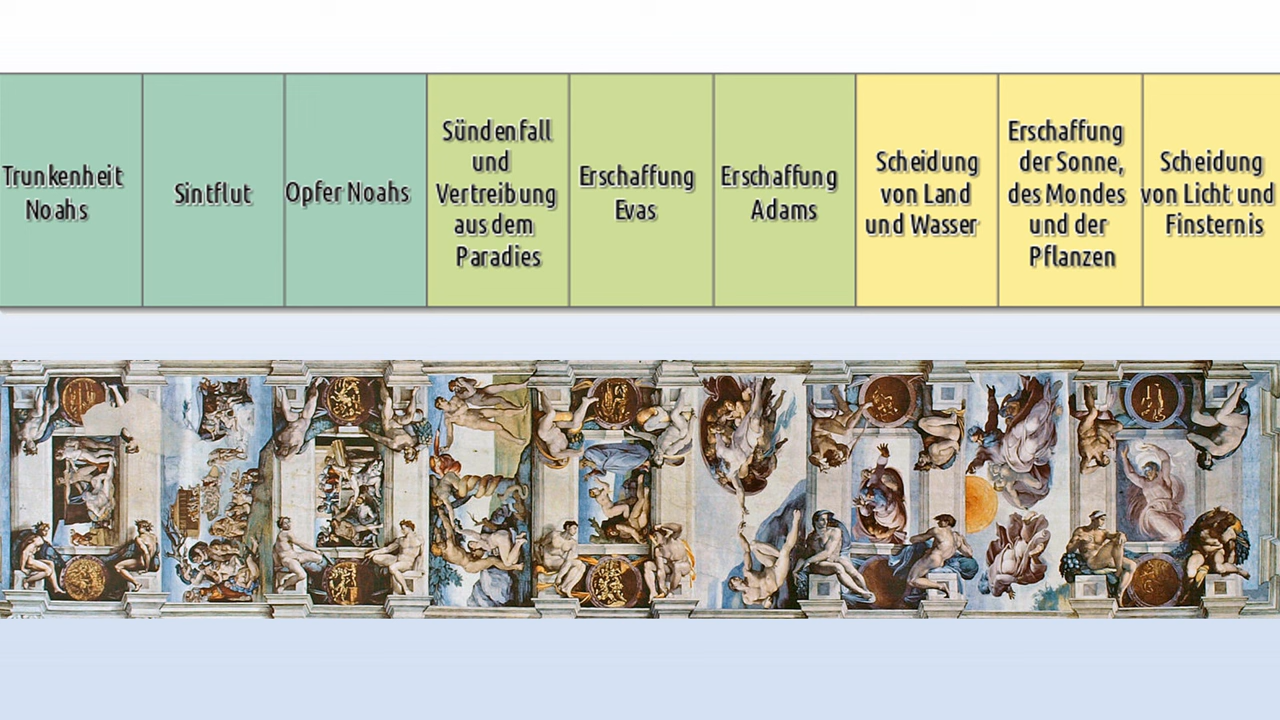 Trunkenheit
Noahs
Sintflut
Opfer Noahs
Sündenfall
und
Vertreibung
aus dem
Paradies
Erschaffung
Evas
Erschaffung
Adams
Scheidung
von Land
und Wasser
Erschaffung
der Sonne,
des Mondes
und der
Pflanzen
Scheidung
von Licht und
Finsternis